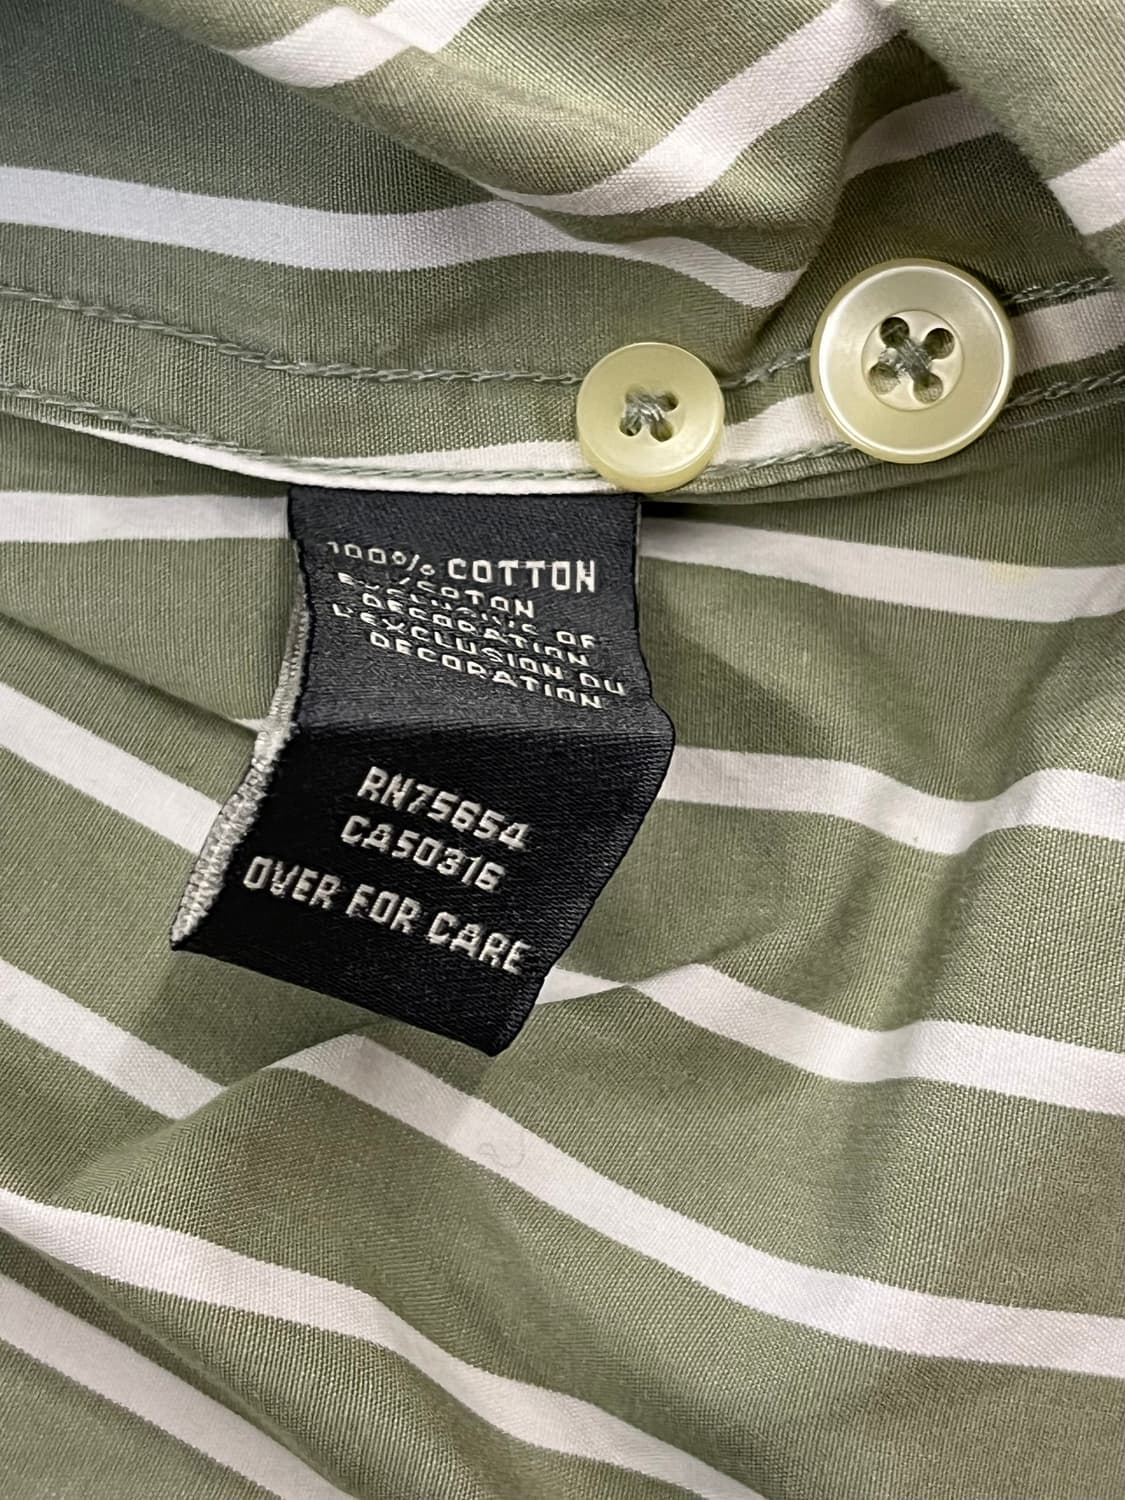 100% COTTON
COTON
EXCLUSIVE OF
DECORATION
L'EXCLUSION DU
DECORATION
RN75654
CA50316
OVER FOR CARE